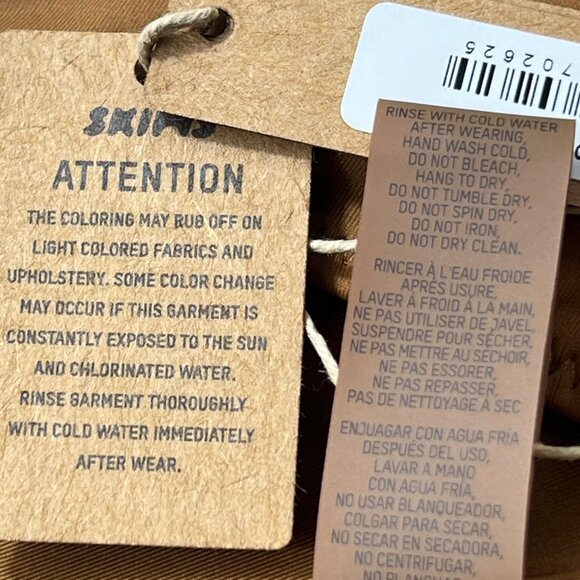 SKIMS
ATTENTION
THE COLORING MAY RUB OFF ON
LIGHT COLORED FABRICS AND
UPHOLSTERY. SOME COLOR CHANGE
MAY OCCUR IF THIS GARMENT IS
CONSTANTLY EXPOSED TO THE SUN
AND CHLORINATED WATER.
RINSE GARMENT THOROUGHLY
WITH COLD WATER IMMEDIATELY
AFTER WEAR.
702625
RINSE WITH COLD WATER
AFTER WEARING,
HAND WASH COLD,
DO NOT BLEACH,
HANG TO DRY,
DO NOT TUMBLE DRY,
DO NOT SPIN DRY,
DO NOT IRON,
DO NOT DRY CLEAN.
RINCER À L'EAU FROIDE
APRÈS USURE,
LAVER À FROID À LA MAIN,
NE PAS UTILISER DE JAVEL,
SUSPENDRE POUR SÉCHER,
NE PAS METTRE AU SÉCHOIR,
NE PAS ESSORER,
NE PAS REPASSER,
PAS DE NETTOYAGE À SEC
ENJUAGAR CON AGUA FRÍA
DESPUÉS DEL USO,
LAVAR A MANO
CON AGUA FRÍA,
NO USAR BLANQUEADOR,
COLGAR PARA SECAR,
NO SECAR EN SECADORA,
NO CENTRIFUGAR,